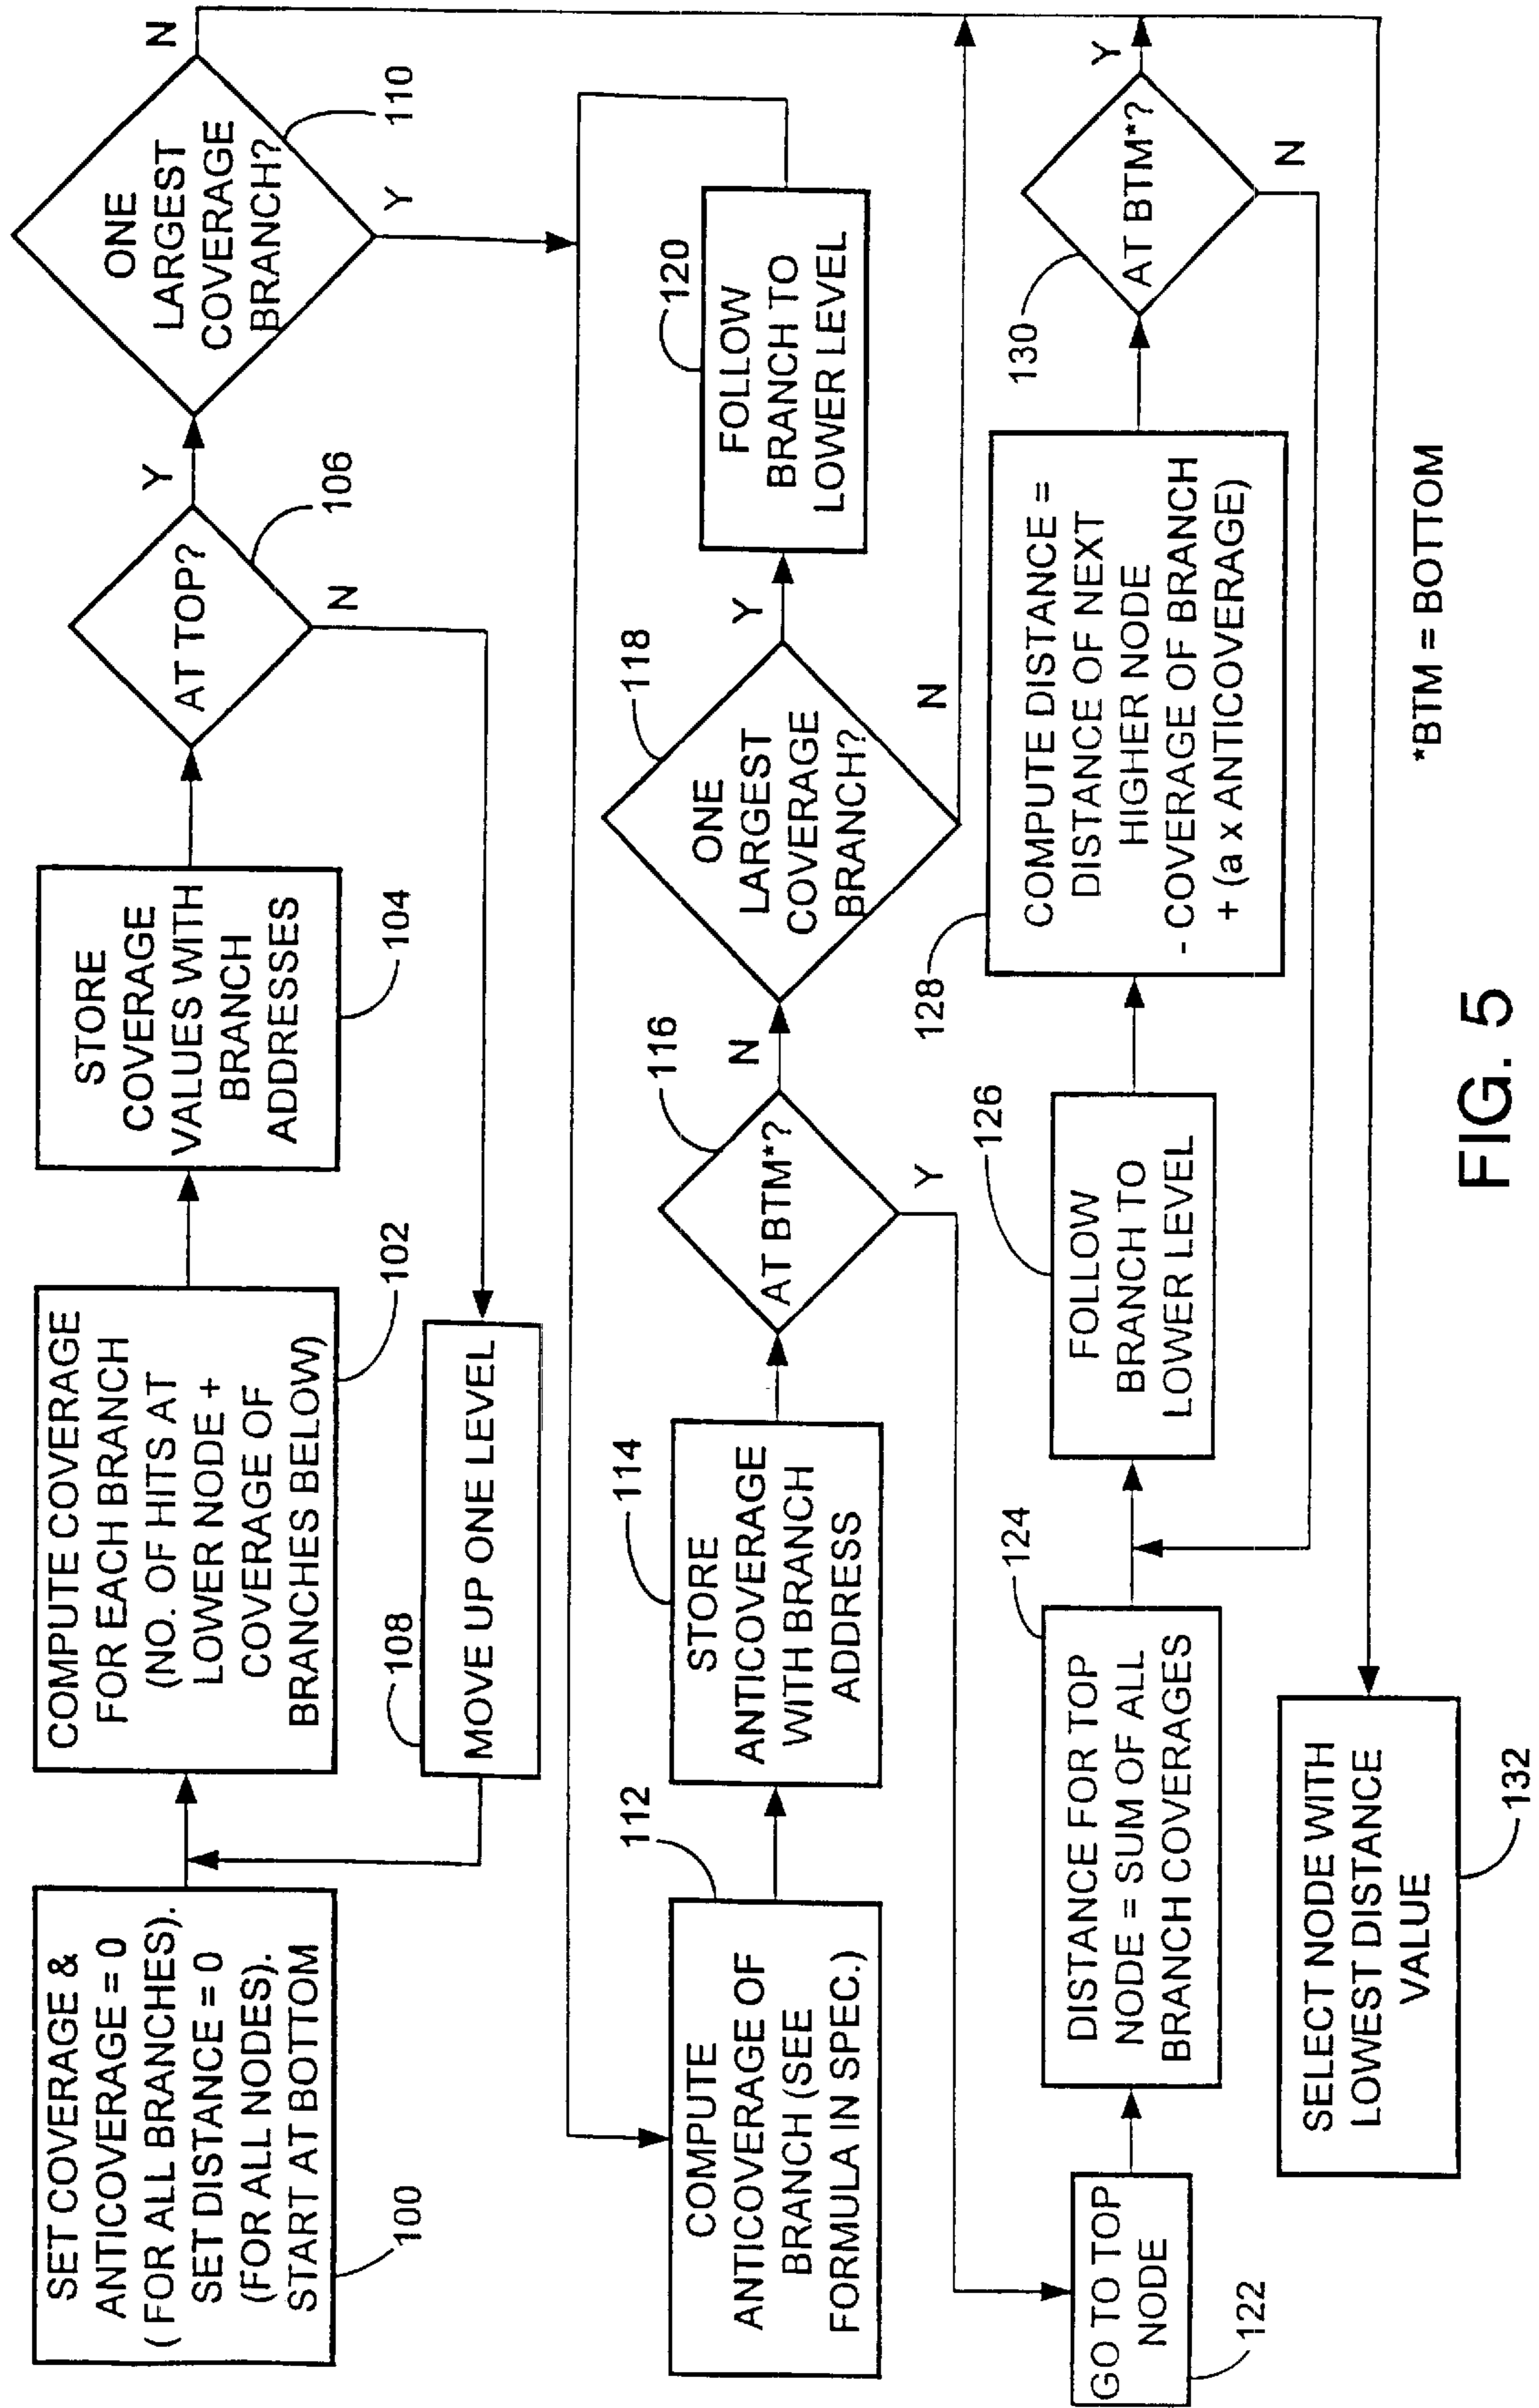 SET COVERAGE &
ANTICOVERAGE = 0
( FOR ALL BRANCHES).
SET DISTANCE = 0
(FOR ALL NODES).
START AT BOTTOM
100
COMPUTE COVERAGE
FOR EACH BRANCH
(NO. OF HITS AT
LOWER NODE +
COVERAGE OF
BRANCHES BELOW)
102
STORE
COVERAGE
VALUES WITH
BRANCH
ADDRESSES
104
AT TOP?
106
Y
N
MOVE UP ONE LEVEL
108
ONE
LARGEST
COVERAGE
BRANCH?
110
N
Y
COMPUTE
ANTICOVERAGE OF
BRANCH (SEE
FORMULA IN SPEC.)
112
STORE
ANTICOVERAGE
WITH BRANCH
ADDRESS
114
AT BTM*?
116
N
Y
ONE
LARGEST
COVERAGE
BRANCH?
118
Y
N
FOLLOW
BRANCH TO
LOWER LEVEL
120
GO TO TOP
NODE
122
DISTANCE FOR TOP
NODE = SUM OF ALL
BRANCH COVERAGES
124
FOLLOW
BRANCH TO
LOWER LEVEL
126
COMPUTE DISTANCE =
DISTANCE OF NEXT
HIGHER NODE
- COVERAGE OF BRANCH
+ (a x ANTICOVERAGE)
128
AT BTM*?
130
Y
N
SELECT NODE WITH
LOWEST DISTANCE
VALUE
132
*BTM = BOTTOM
FIG. 5